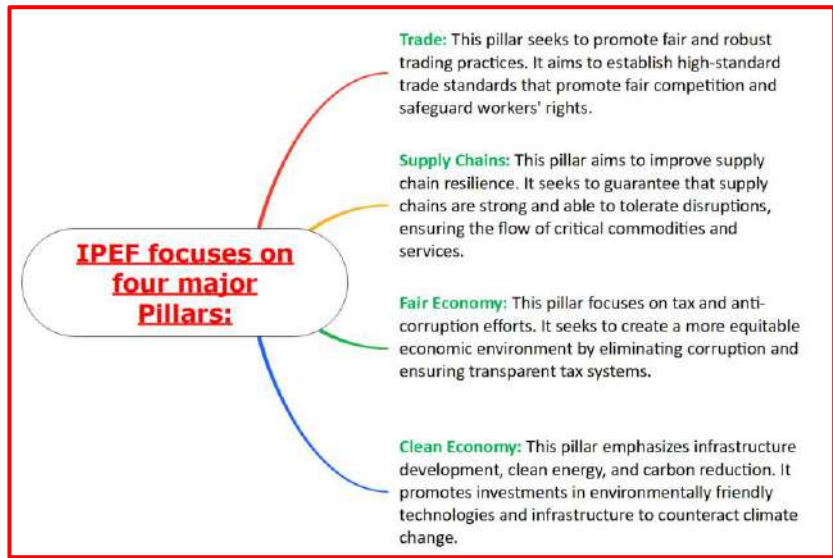 IPEF focuses on
four major
Pillars:
Trade: This pillar seeks to promote fair and robust
trading practices. It aims to establish high-standard
trade standards that promote fair competition and
safeguard workers' rights.
Supply Chains: This pillar aims to improve supply
chain resilience. It seeks to guarantee that supply
chains are strong and able to tolerate disruptions,
ensuring the flow of critical commodities and
services.
Fair Economy: This pillar focuses on tax and anti-
corruption efforts. It seeks to create a more equitable
economic environment by eliminating corruption and
ensuring transparent tax systems.
Clean Economy: This pillar emphasizes infrastructure
development, clean energy, and carbon reduction. It
promotes investments in environmentally friendly
technologies and infrastructure to counteract climate
change.